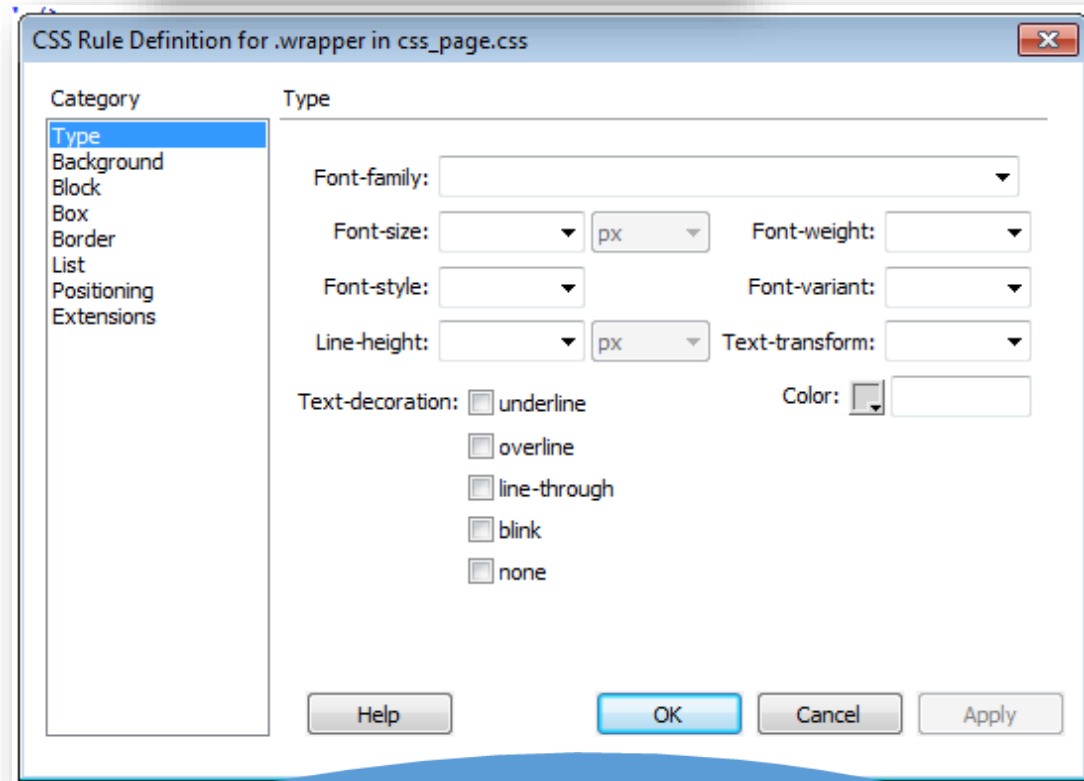 CSS Rule Definition for .wrapper in css_page.css
Category
Type
Background
Block
Box
Border
List
Positioning
Extensions
Type
Font-family:
Font-size: px Font-weight:
Font-style: Font-variant:
Line-height: px Text-transform:
Text-decoration: underline Color:
overline
line-through
blink
none
Help OK Cancel Apply